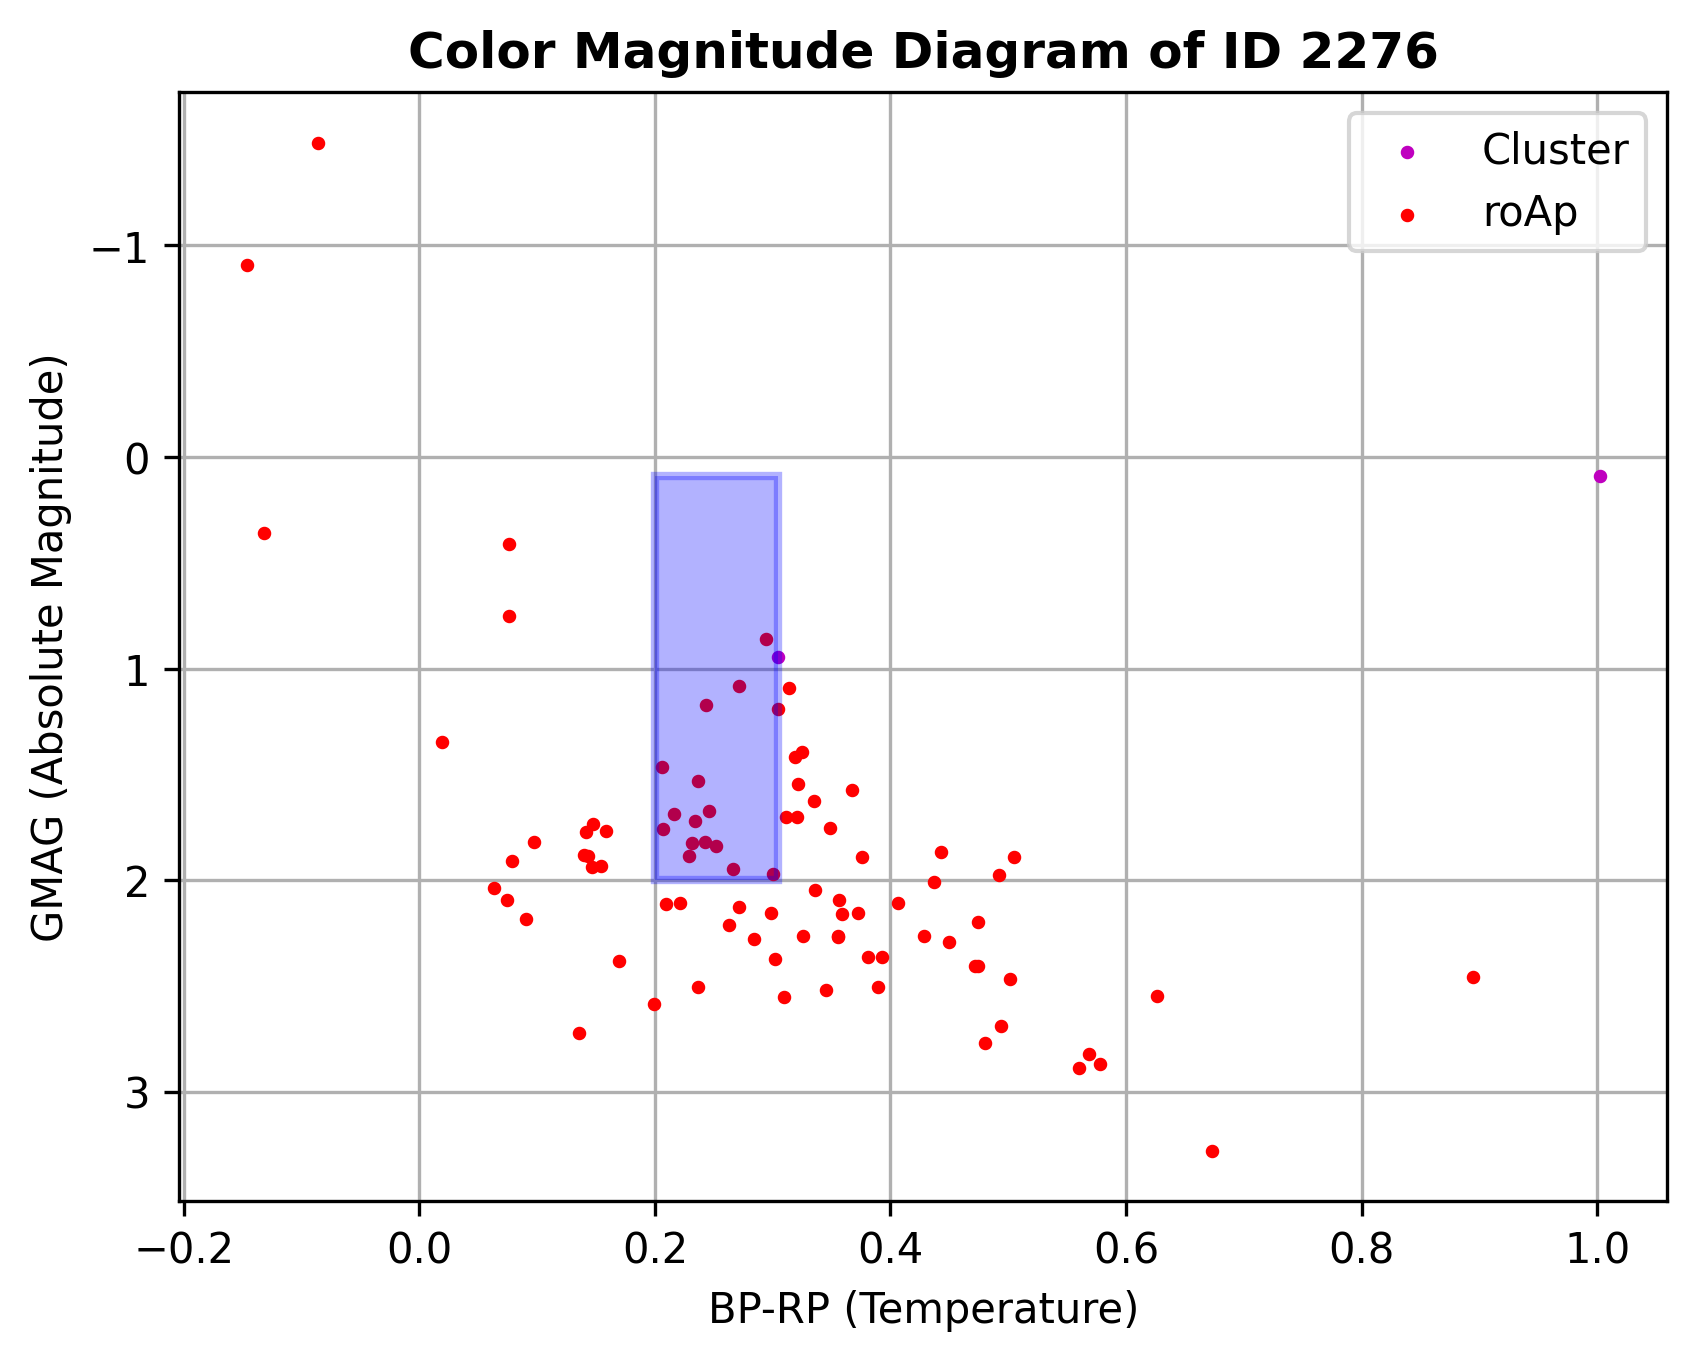 Color Magnitude Diagram of ID 2276
Cluster
roAp
GMAG (Absolute Magnitude)
−1
0
1
2
3
−0.2 0.0 0.2 0.4 0.6 0.8 1.0
BP-RP (Temperature)